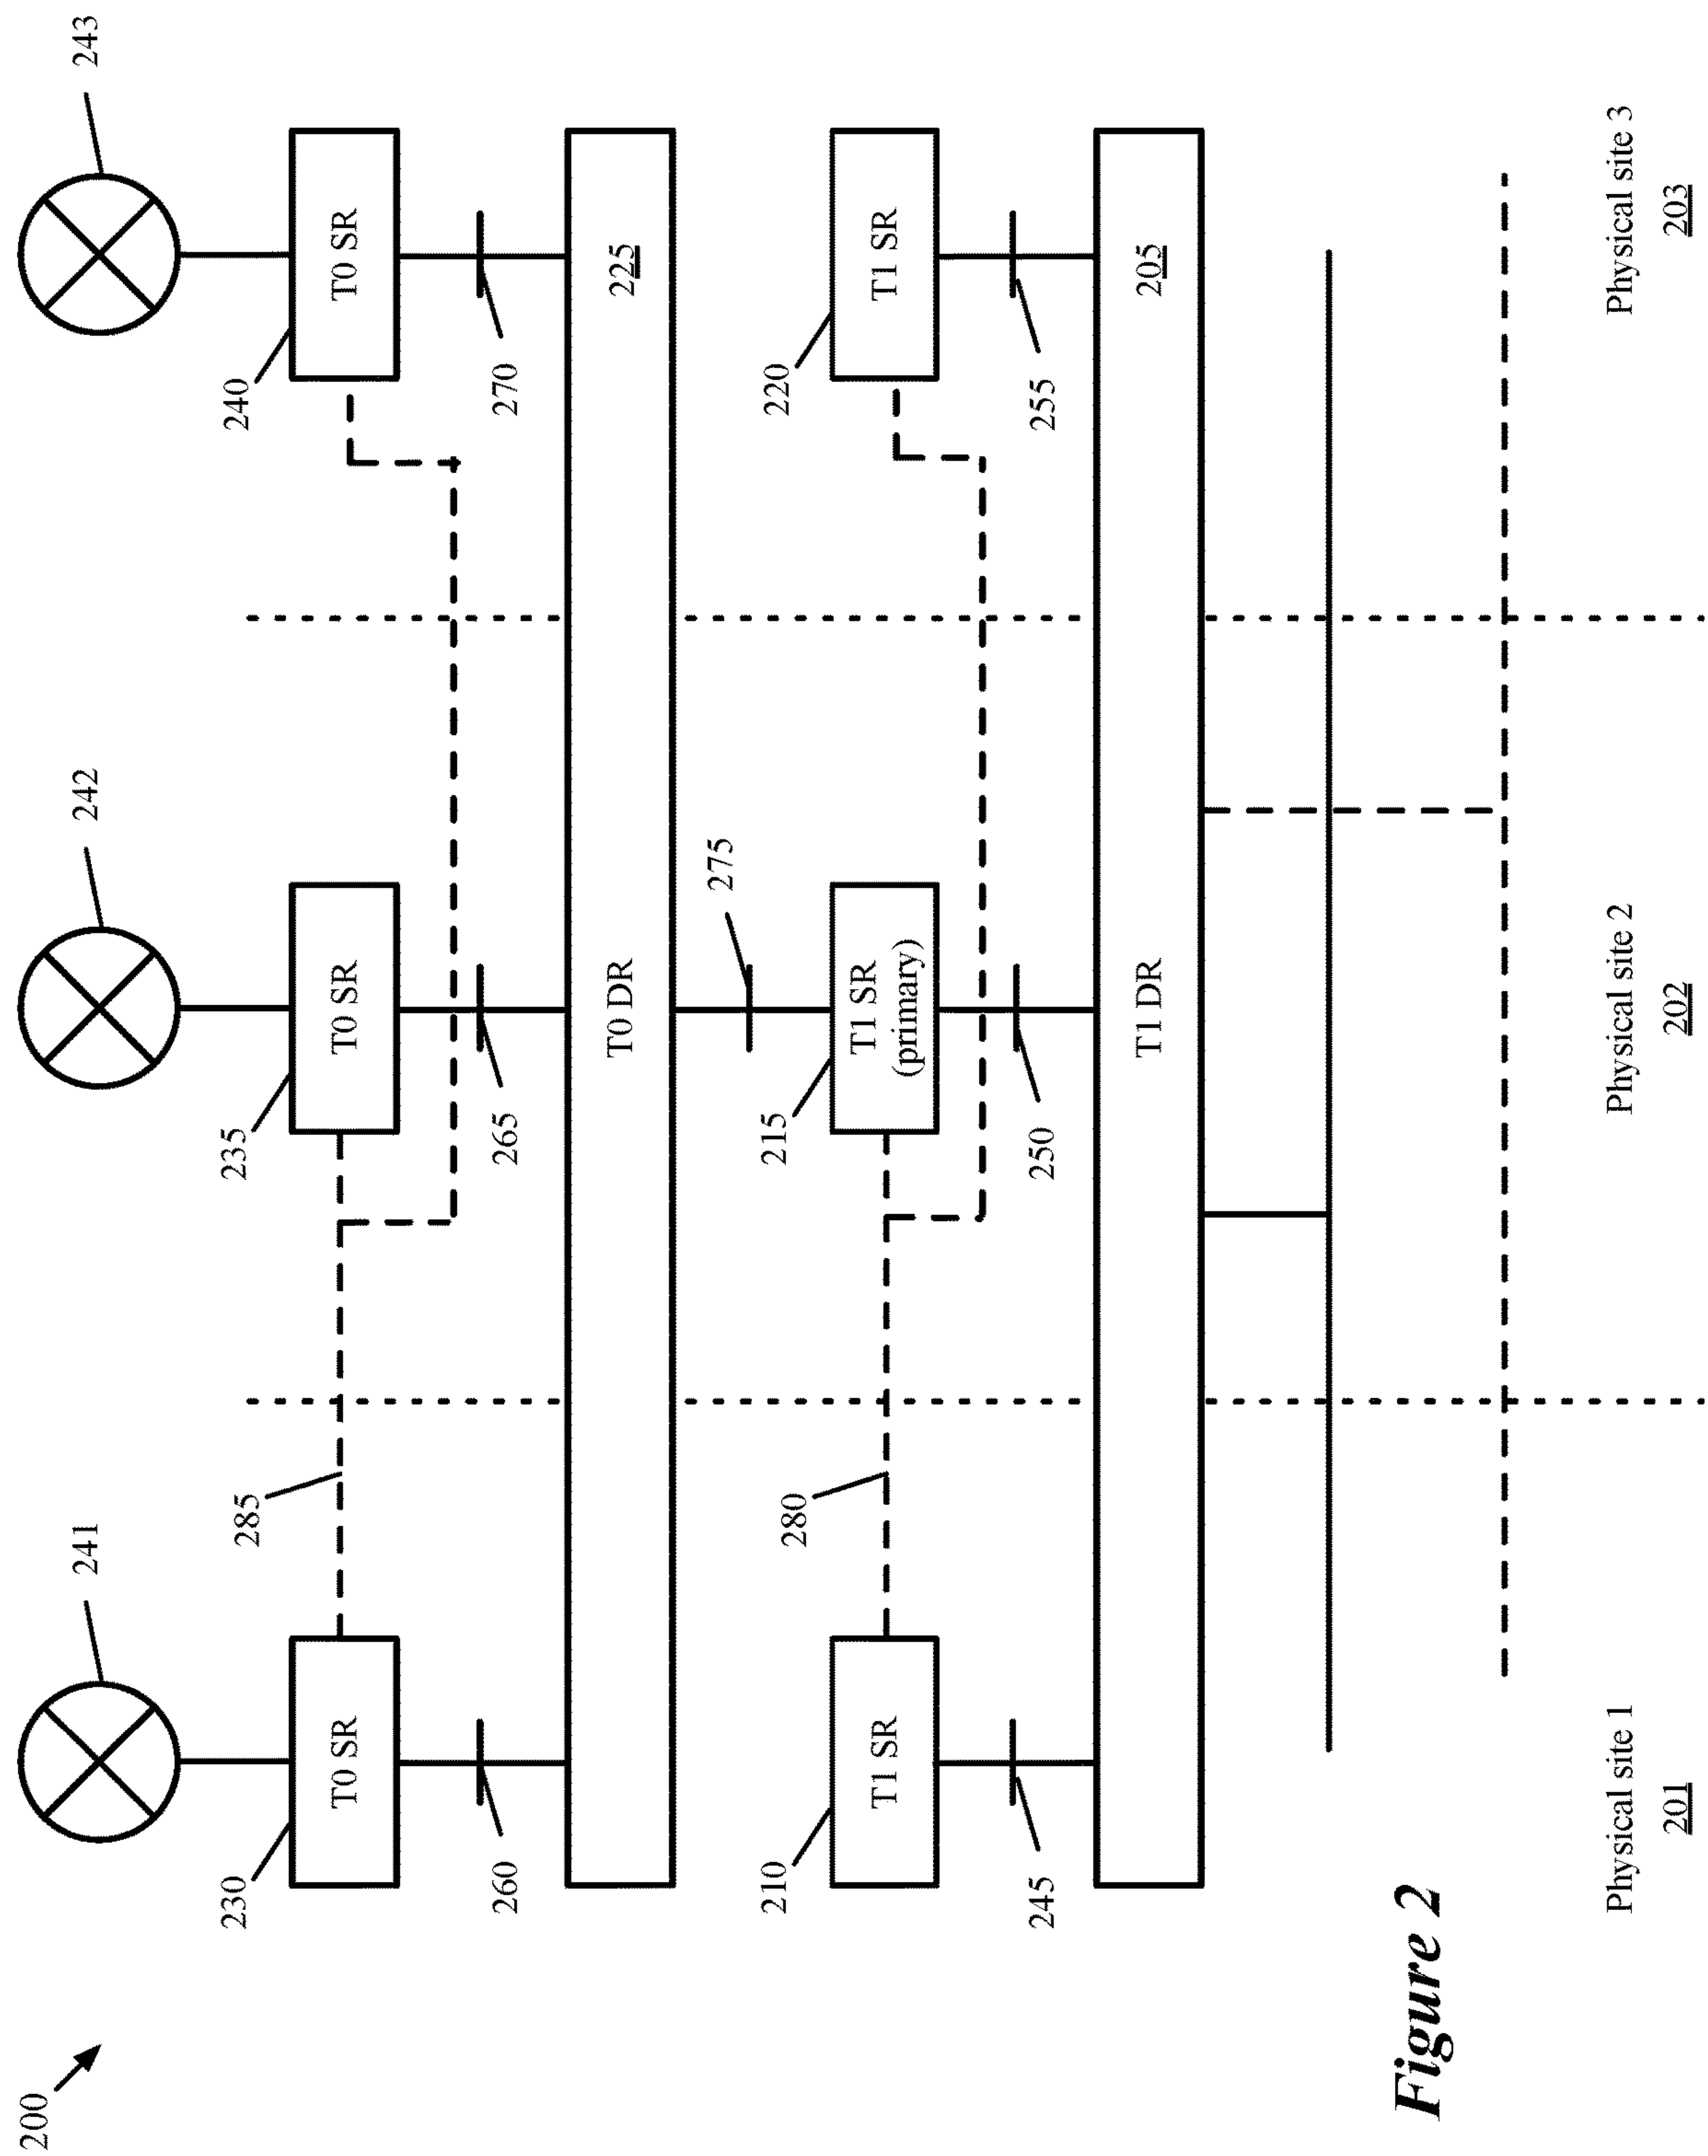 200
241
242
243
230
T0 SR
235
T0 SR
240
T0 SR
285
260
265
270
T0 DR
225
275
210
T1 SR
215
T1 SR
(primary)
220
T1 SR
280
245
250
255
T1 DR
205
Figure 2
Physical site 1
201
Physical site 2
202
Physical site 3
203